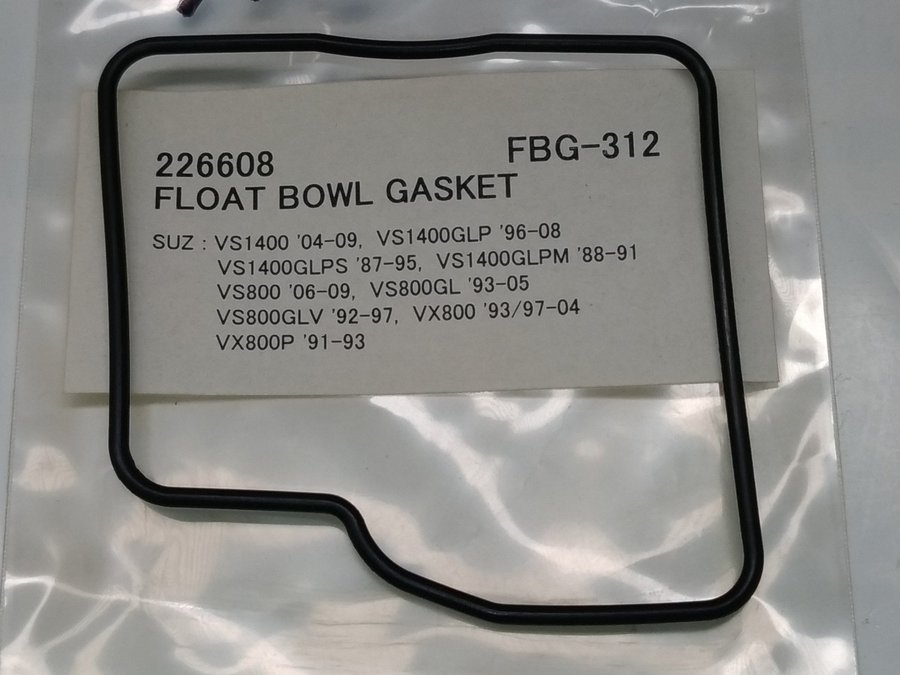 226608 FBG-312
FLOAT BOWL GASKET
SUZ : VS1400 '04-09, VS1400GLP '96-08
VS1400GLPS '87-95, VS1400GLPM '88-91
VS800 '06-09, VS800GL '93-05
VS800GLV '92-97, VX800 '93/97-04
VX800P '91-93